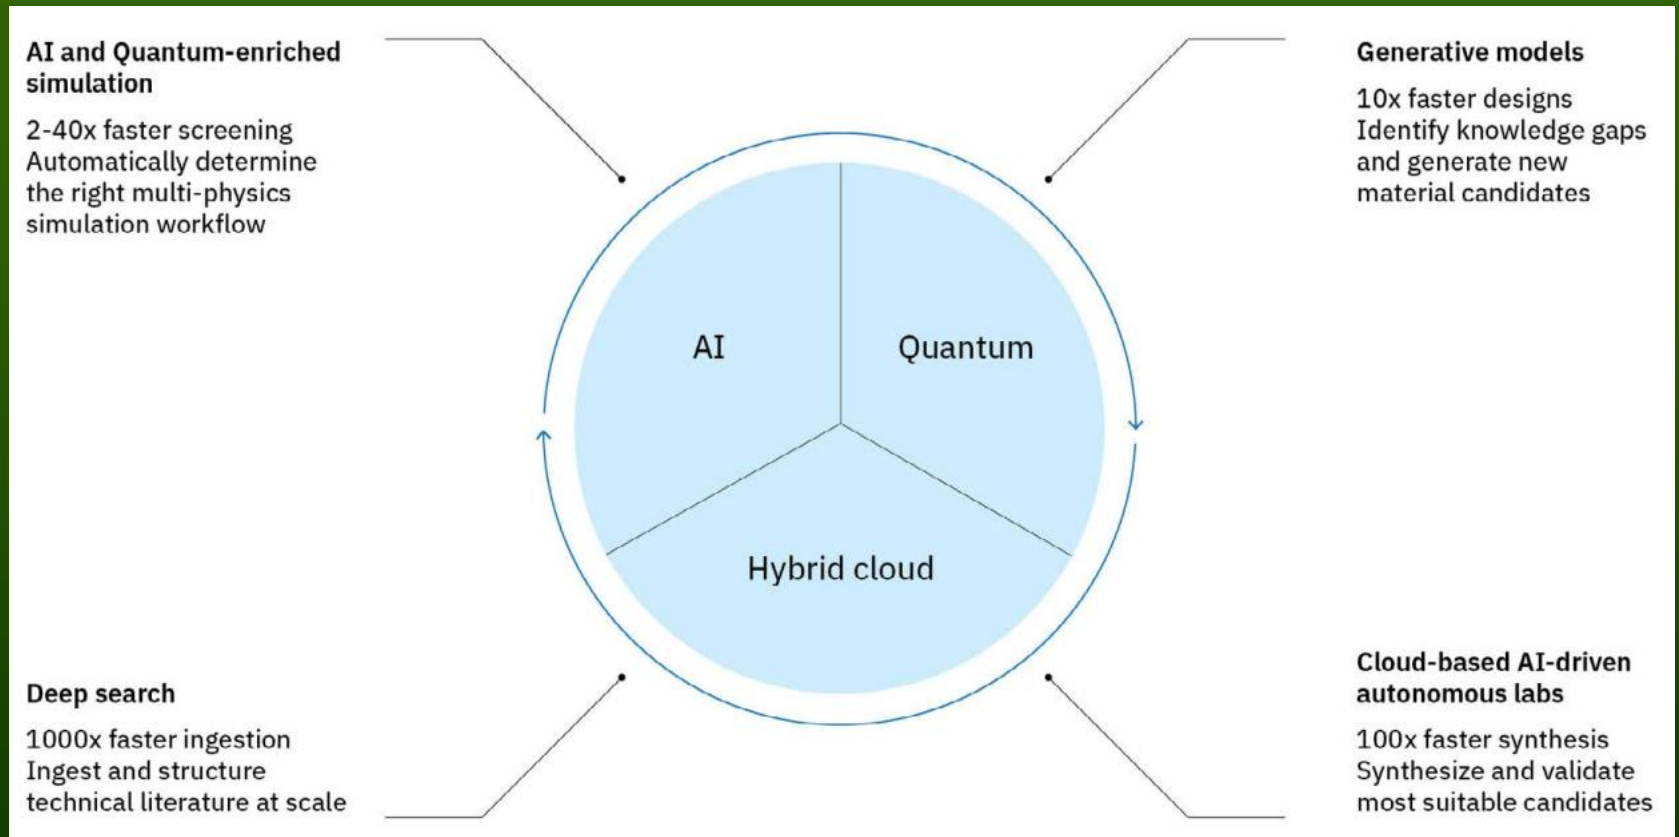 AI and Quantum-enriched
simulation
2-40x faster screening
Automatically determine
the right multi-physics
simulation workflow
Generative models
10x faster designs
Identify knowledge gaps
and generate new
material candidates
AI
Quantum
Hybrid cloud
Deep search
1000x faster ingestion
Ingest and structure
technical literature at scale
Cloud-based AI-driven
autonomous labs
100x faster synthesis
Synthesize and validate
most suitable candidates